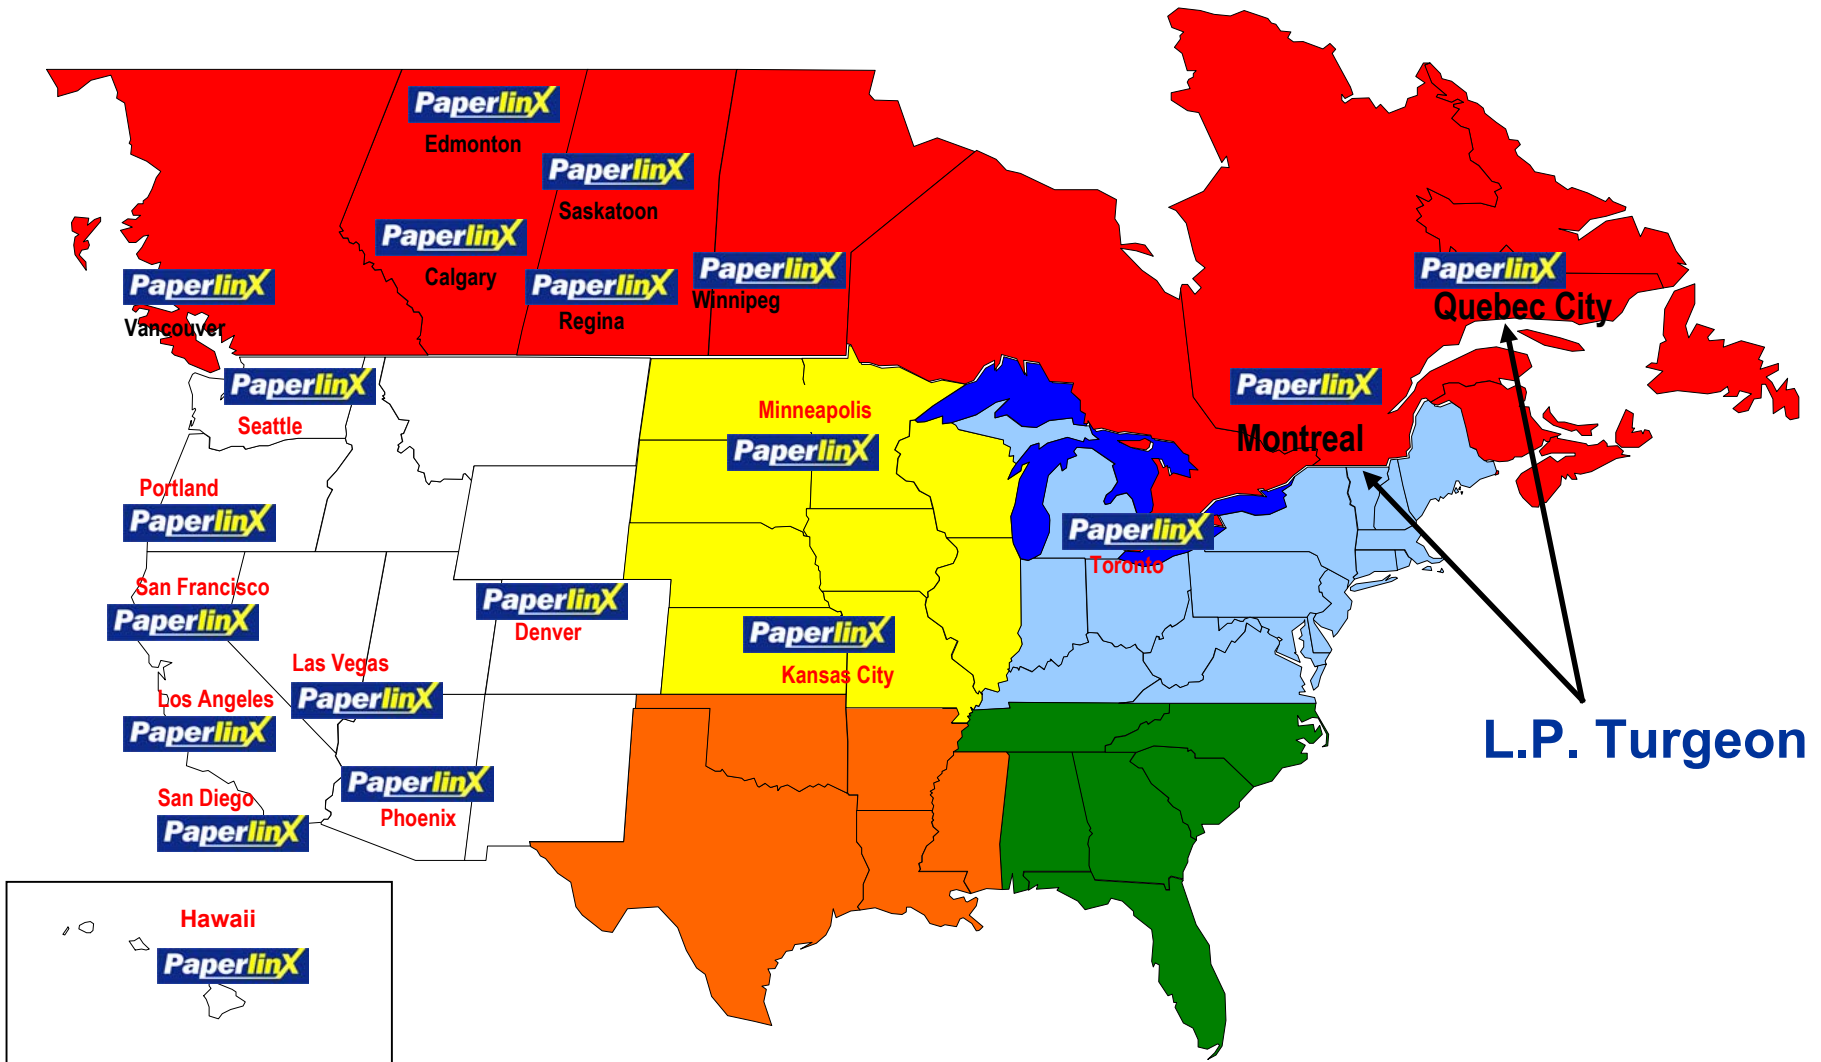 PaperlinX
Edmonton
PaperlinX
Saskatoon
PaperlinX
Calgary
PaperlinX
Winnipeg
PaperlinX
Quebec City
PaperlinX
Vancouver
PaperlinX
Regina
PaperlinX
Seattle
PaperlinX
Montreal
Minneapolis
PaperlinX
Portland
PaperlinX
PaperlinX
Toronto
San Francisco
PaperlinX
PaperlinX
Denver
PaperlinX
Kansas City
Las Vegas
PaperlinX
Los Angeles
PaperlinX
L.P. Turgeon
San Diego
PaperlinX
PaperlinX
Phoenix
Hawaii
PaperlinX